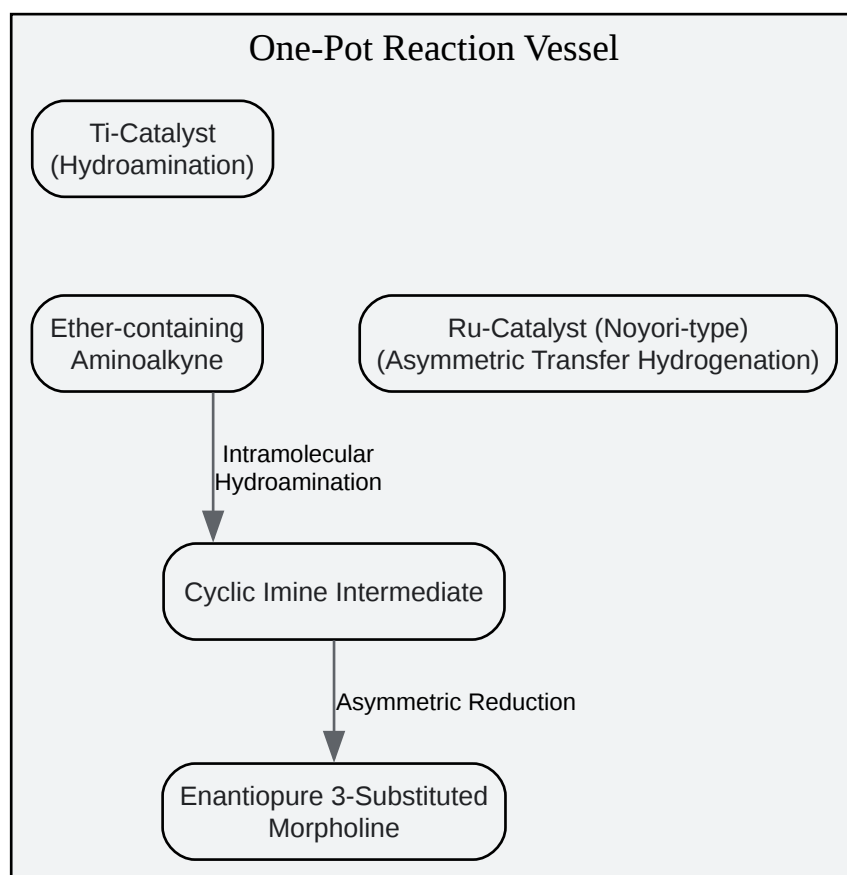 One-Pot Reaction Vessel
Ti-Catalyst
(Hydroamination)
Ether-containing
Aminoalkyne
Ru-Catalyst (Noyori-type)
(Asymmetric Transfer Hydrogenation)
Intramolecular
Hydroamination
Cyclic Imine Intermediate
Asymmetric Reduction
Enantiopure 3-Substituted
Morpholine